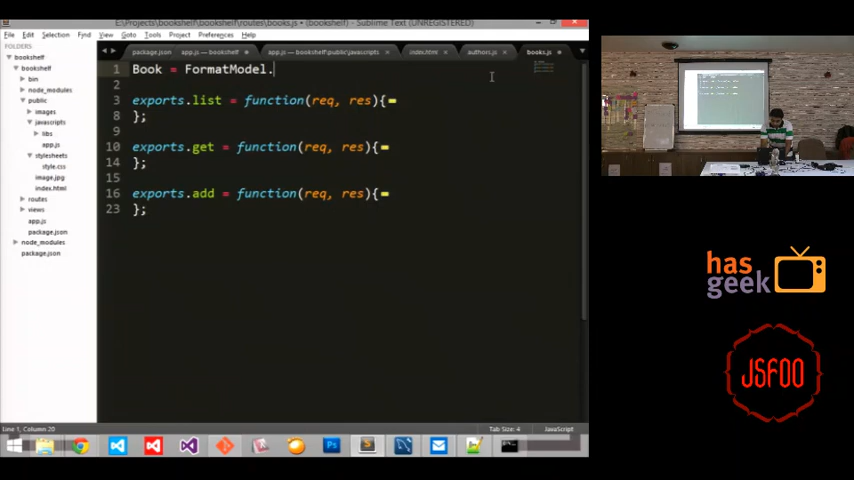 E:\Projects\bookshelf\bookshelf\routes\books.js • (bookshelf) - Sublime Text (UNREGISTERED)
File Edit Selection Find View Goto Tools Project Preferences Help
FOLDERS
package.json app.js — bookshelf app.js — bookshelf\public\javascripts index.html authors.js books.js
bookshelf
bookshelf
bin
node_modules
public
images
javascripts
libs
app.js
stylesheets
style.css
image.jpg
index.html
routes
views
app.js
package.json
node_modules
package.json
1 Book = FormatModel.
2
3 exports.list = function(req, res){
8 };
9
10 exports.get = function(req, res){
14 };
15
16 exports.add = function(req, res){
23 };
Line 1, Column 20 Tab Size: 4 JavaScript
Ps
has
geek
JSFOO